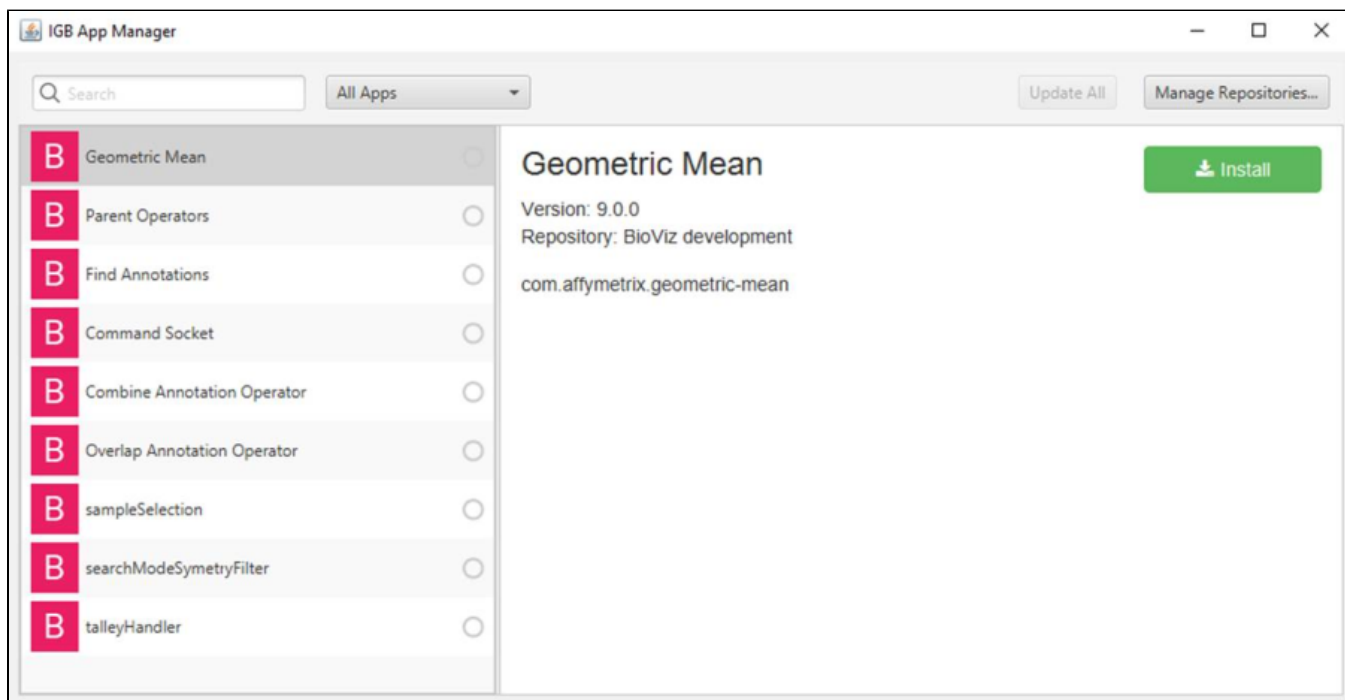 IGB App Manager
Search
All Apps
Update All
Manage Repositories...
B Geometric Mean
B Parent Operators
B Find Annotations
B Command Socket
B Combine Annotation Operator
B Overlap Annotation Operator
B sampleSelection
B searchModeSymetryFilter
B talleyHandler
Geometric Mean
Install
Version: 9.0.0
Repository: BioViz development
com.affymetrix.geometric-mean